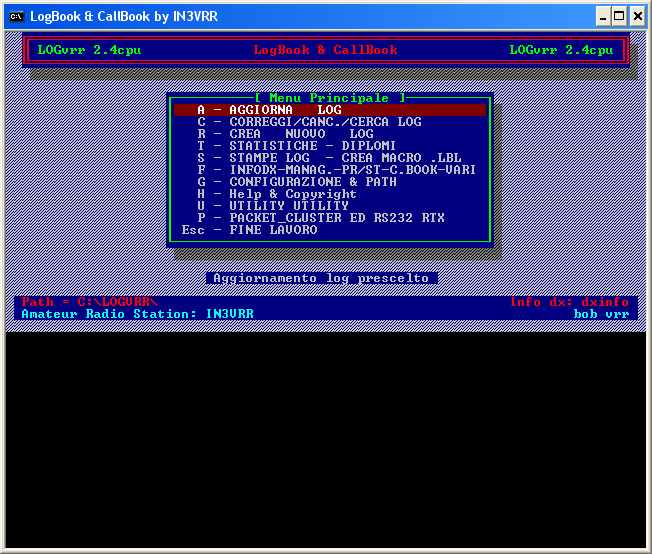 LogBook & CallBook by IN3VRR
LOGvrr 2.4cpu LogBook & CallBook LOGvrr 2.4cpu
[ Menu Principale ]
A - AGGIORNA LOG
C - CORREGGI/CANC./CERCA LOG
R - CREA NUOVO LOG
T - STATISTICHE - DIPLOMI
S - STAMPE LOG - CREA MACRO .LBL
F - INFODX-MANAG.-PR/ST-C.BOOK-VARI
G - CONFIGURAZIONE & PATH
H - Help & Copyright
U - UTILITY UTILITY
P - PACKET_CLUSTER ED RS232 RTX
Esc - FINE LAVORO
Aggiornamento log prescelto
Path = C:\LOGVRR\ Info dx: dxinfo
Amateur Radio Station: IN3VRR bob vrr